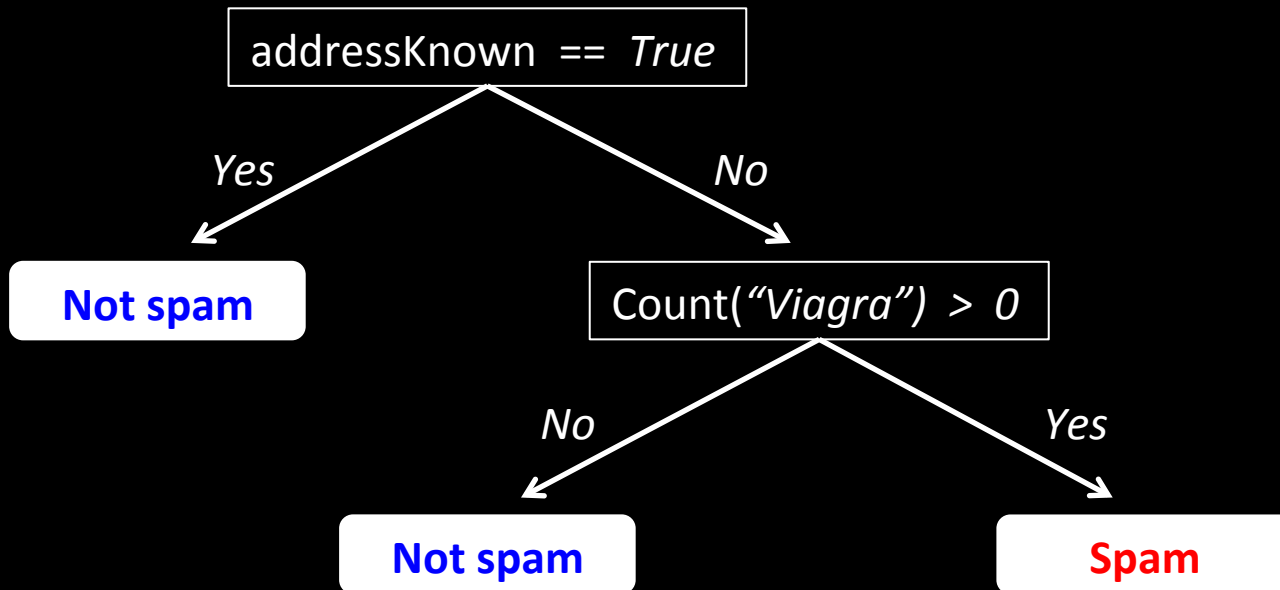 addressKnown == True
Yes
No
Not spam
Count(“Viagra”) > 0
No
Yes
Not spam
Spam